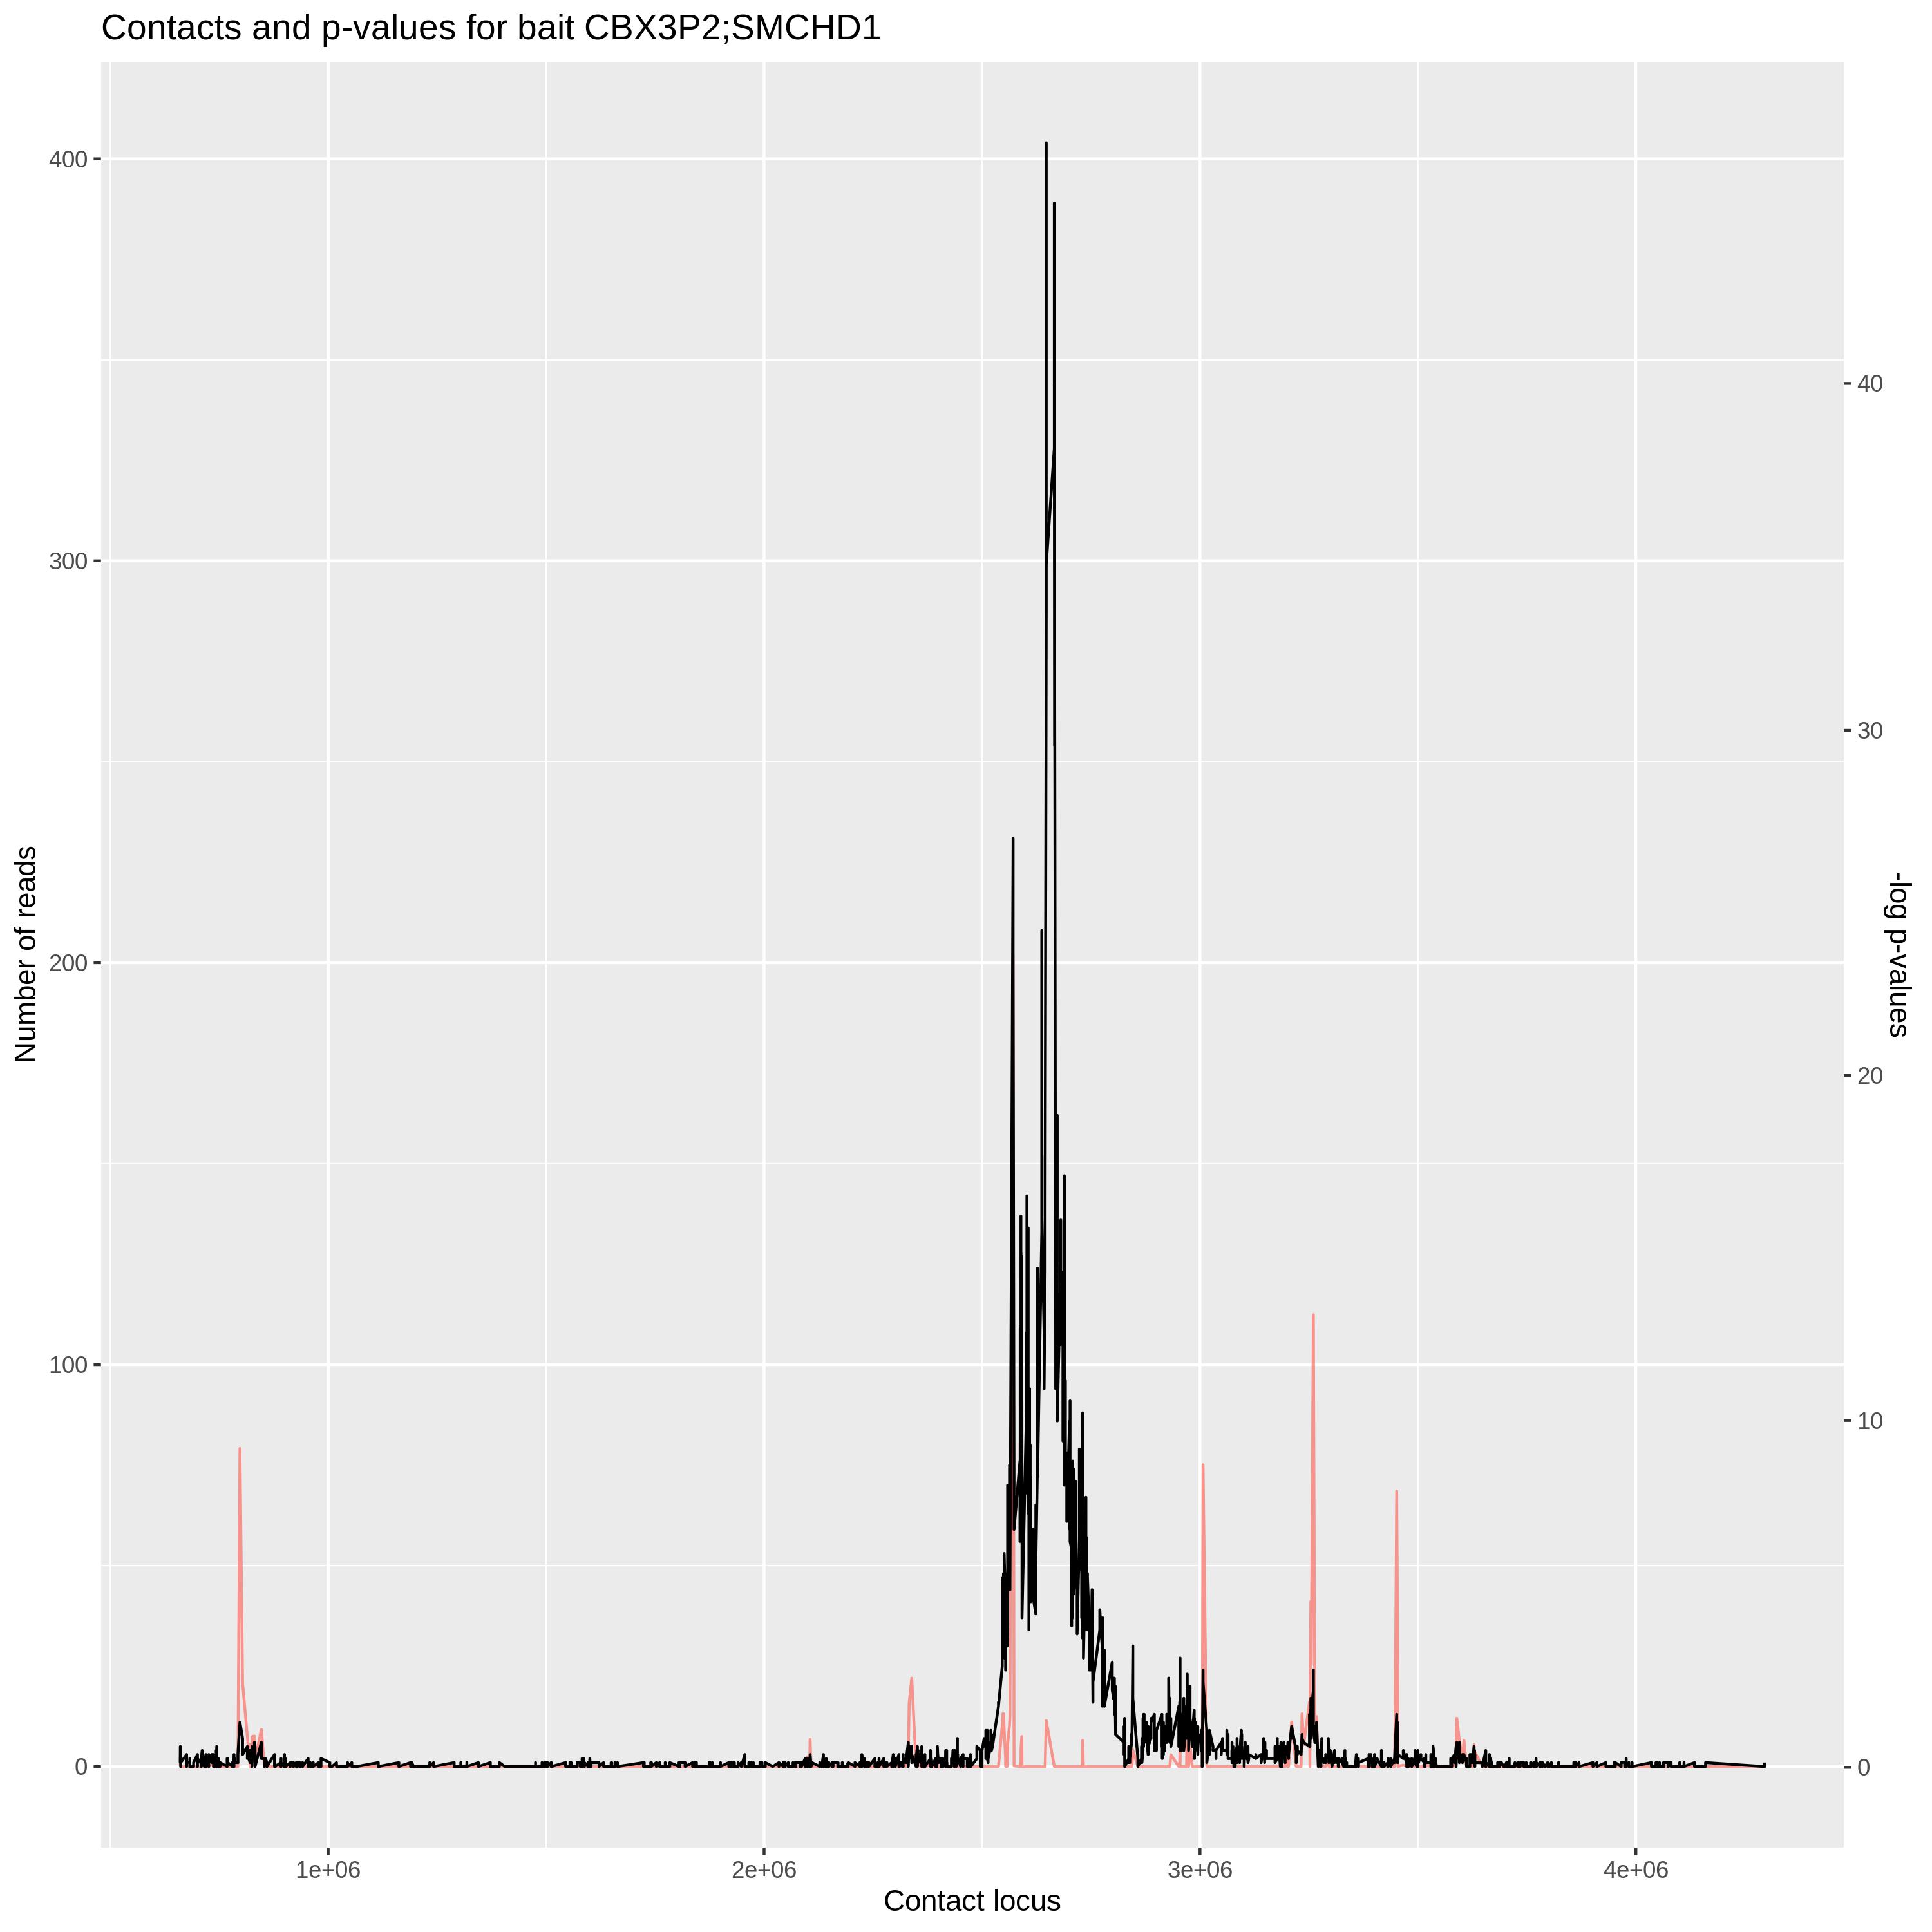 Contacts and p-values for bait CBX3P2;SMCHD1
400
300
200
100
0
Number of reads
40
30
20
10
0
-log p-values
1e+06
2e+06
3e+06
4e+06
Contact locus